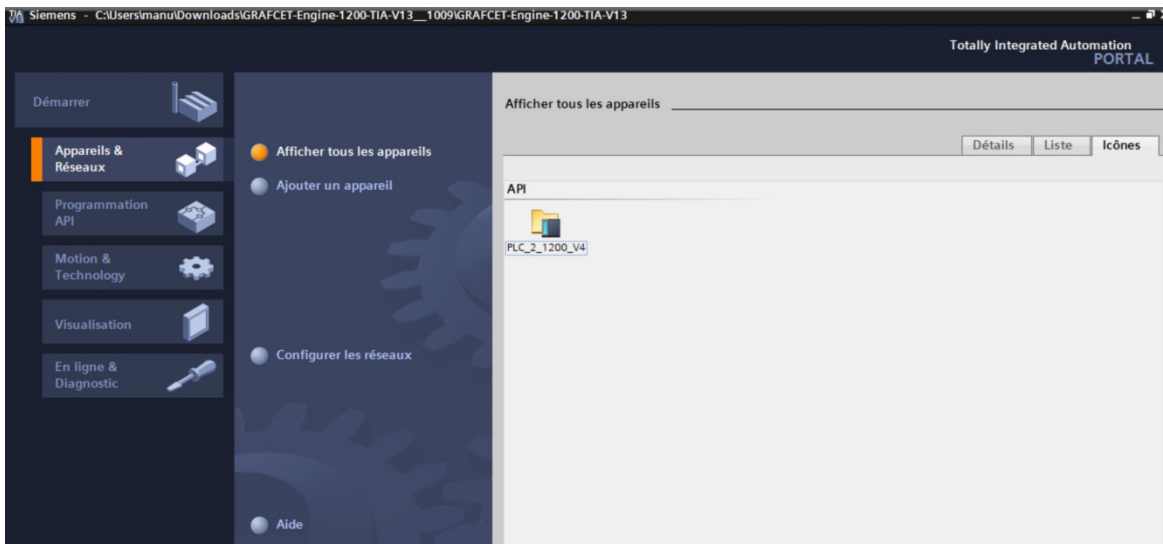 Siemens - C:\Users\manu\Downloads\GRAFCET-Engine-1200-TIA-V13__1009\GRAFCET-Engine-1200-TIA-V13
Totally Integrated Automation
PORTAL
Démarrer
Appareils &
Réseaux
Programmation
API
Motion &
Technology
Visualisation
En ligne &
Diagnostic
Afficher tous les appareils
Ajouter un appareil
Configurer les réseaux
Aide
Afficher tous les appareils
Détails Liste Icônes
API
PLC_2_1200_V4